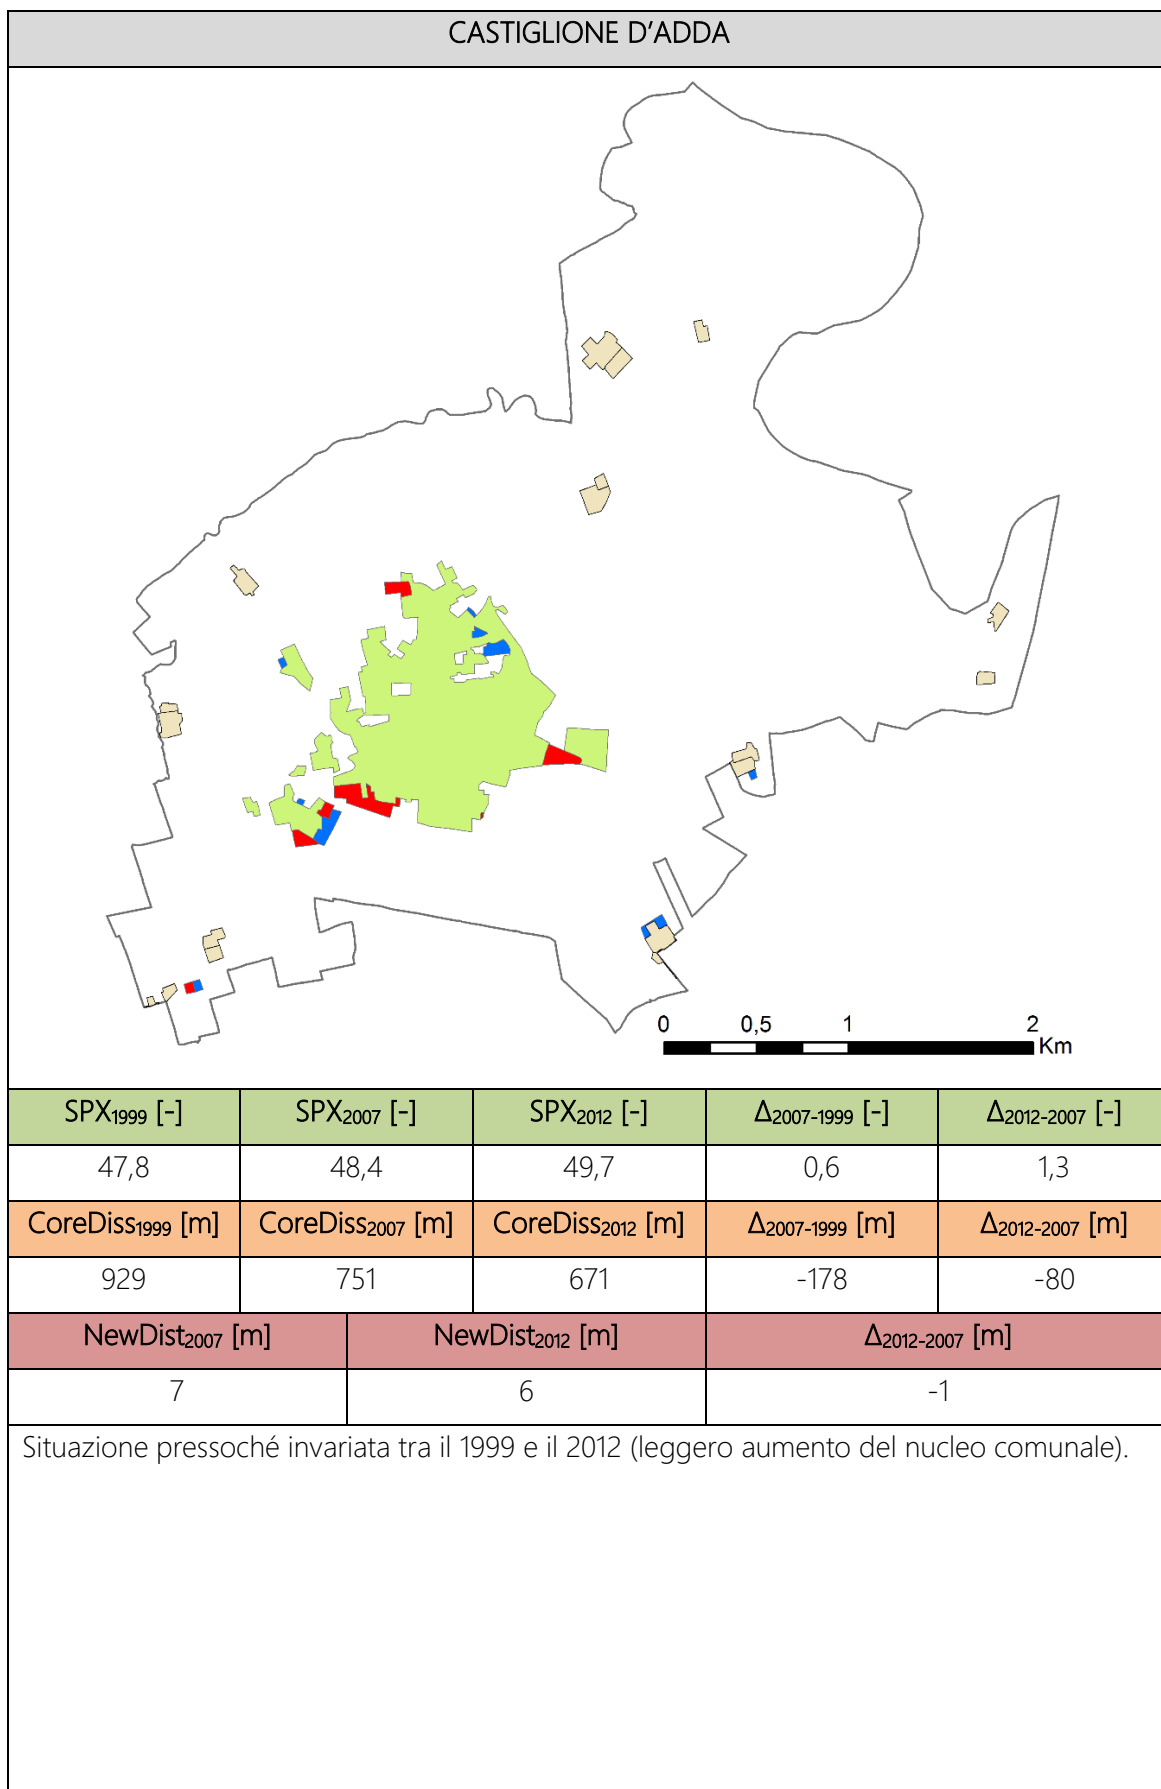 CASTIGLIONE D'ADDA
0 0,5 1 2
Km
SPX1999 [-] SPX2007 [-] SPX2012 [-] Δ2007-1999 [-] Δ2012-2007 [-]
47,8 48,4 49,7 0,6 1,3
CoreDiss1999 [m] CoreDiss2007 [m] CoreDiss2012 [m] Δ2007-1999 [m] Δ2012-2007 [m]
929 751 671 -178 -80
NewDist2007 [m] NewDist2012 [m] Δ2012-2007 [m]
7 6 -1
Situazione pressoché invariata tra il 1999 e il 2012 (leggero aumento del nucleo comunale).